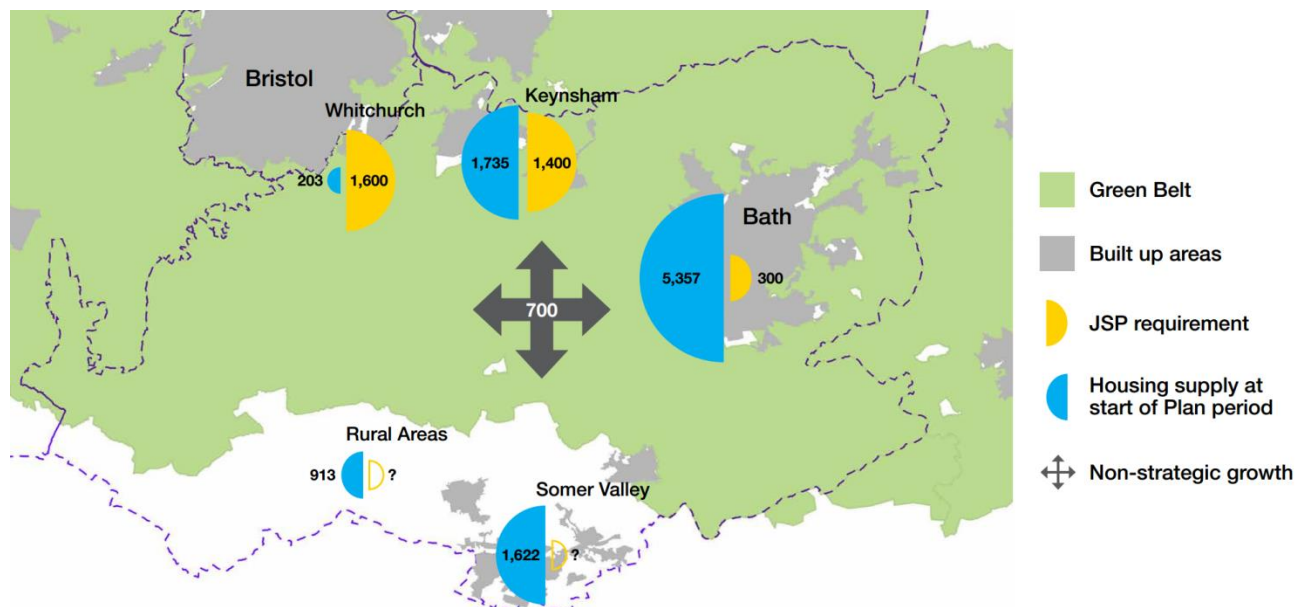 Bristol
Whitchurch
203
1,600
Keynsham
1,735
1,400
Bath
5,357
300
700
Rural Areas
913
?
Somer Valley
1,622
?
Green Belt
Built up areas
JSP requirement
Housing supply at
start of Plan period
Non-strategic growth